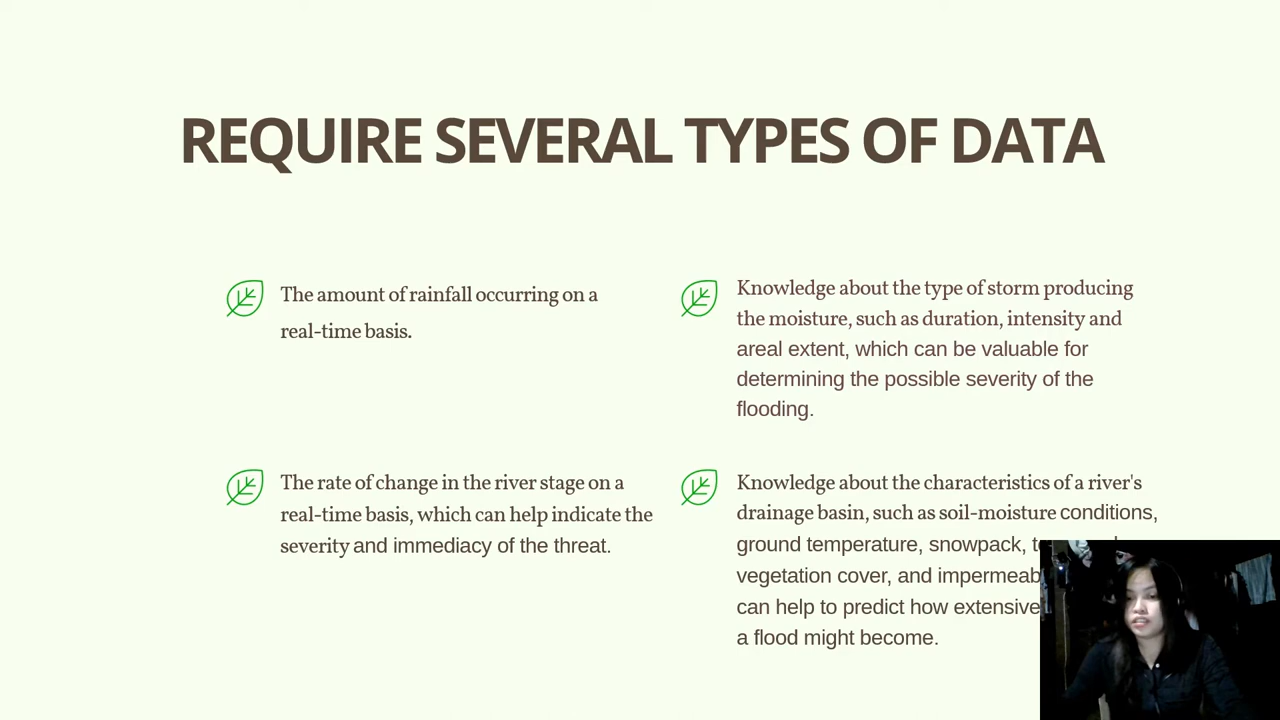 REQUIRE SEVERAL TYPES OF DATA
The amount of rainfall occurring on a
real-time basis.
Knowledge about the type of storm producing
the moisture, such as duration, intensity and
areal extent, which can be valuable for
determining the possible severity of the
flooding.
The rate of change in the river stage on a
real-time basis, which can help indicate the
severity and immediacy of the threat.
Knowledge about the characteristics of a river's
drainage basin, such as soil-moisture conditions,
ground temperature, snowpack,
vegetation cover, and
can help to predict how extensive
a flood might become.